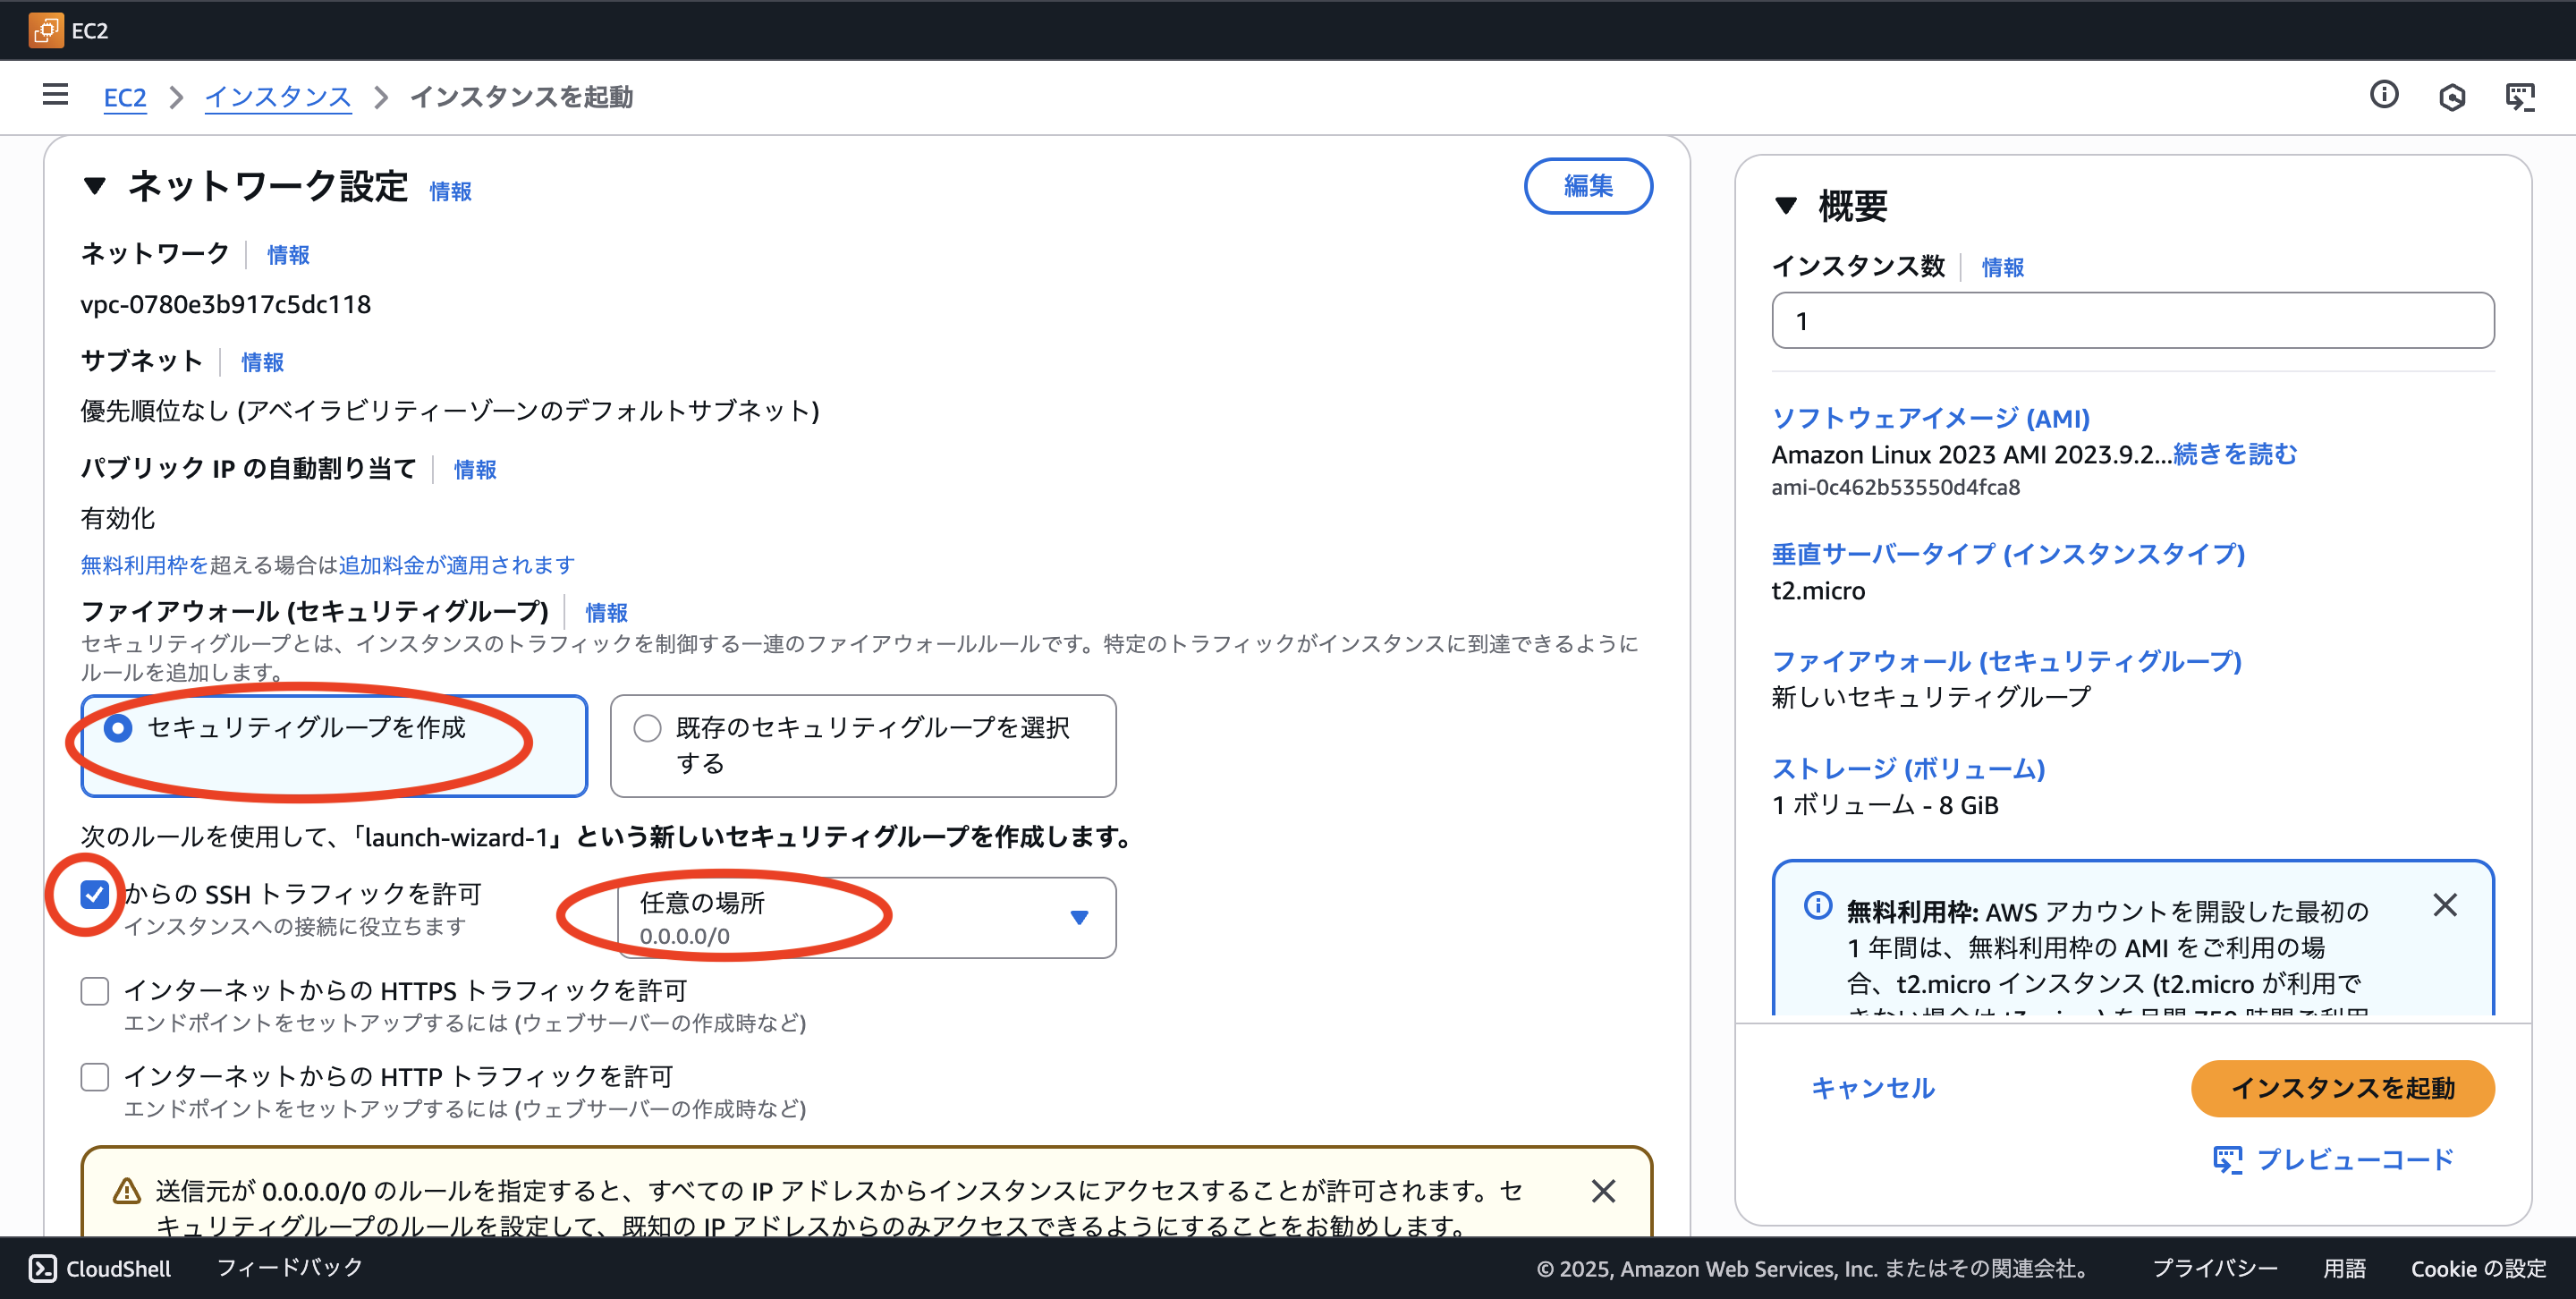 EC2
EC2 > インスタンス > インスタンスを起動
ネットワーク設定 情報
編集
ネットワーク 情報
vpc-0780e3b917c5dc118
サブネット 情報
優先順位なし (アベイラビリティーゾーンのデフォルトサブネット)
パブリック IP の自動割り当て 情報
有効化
無料利用枠を超える場合は追加料金が適用されます
ファイアウォール (セキュリティグループ) 情報
セキュリティグループとは、インスタンスのトラフィックを制御する一連のファイアウォールルールです。特定のトラフィックがインスタンスに到達できるように
ルールを追加します。
セキュリティグループを作成
既存のセキュリティグループを選択
する
次のルールを使用して、「launch-wizard-1」という新しいセキュリティグループを作成します。
からの SSH トラフィックを許可
インスタンスへの接続に役立ちます
任意の場所
0.0.0.0/0
インターネットからの HTTPS トラフィックを許可
エンドポイントをセットアップするには (ウェブサーバーの作成時など)
インターネットからの HTTP トラフィックを許可
エンドポイントをセットアップするには (ウェブサーバーの作成時など)
送信元が 0.0.0.0/0 のルールを指定すると、すべての IP アドレスからインスタンスにアクセスすることが許可されます。セ
キュリティグループのルールを設定して、既知の IP アドレスからのみアクセスできるようにすることをお勧めします。
概要
インスタンス数 情報
1
ソフトウェアイメージ (AMI)
Amazon Linux 2023 AMI 2023.9.2...続きを読む
ami-0c462b53550d4fca8
垂直サーバータイプ (インスタンスタイプ)
t2.micro
ファイアウォール (セキュリティグループ)
新しいセキュリティグループ
ストレージ (ボリューム)
1 ボリューム - 8 GiB
無料利用枠: AWS アカウントを開設した最初の
1 年間は、無料利用枠の AMI をご利用の場
合、t2.micro インスタンス (t2.micro が利用で
きない場合は t3.micro) を月間 750 時間ご利用
キャンセル
インスタンスを起動
プレビューコード
CloudShell フィードバック
© 2025, Amazon Web Services, Inc. またはその関連会社。 プライバシー 用語 Cookie の設定